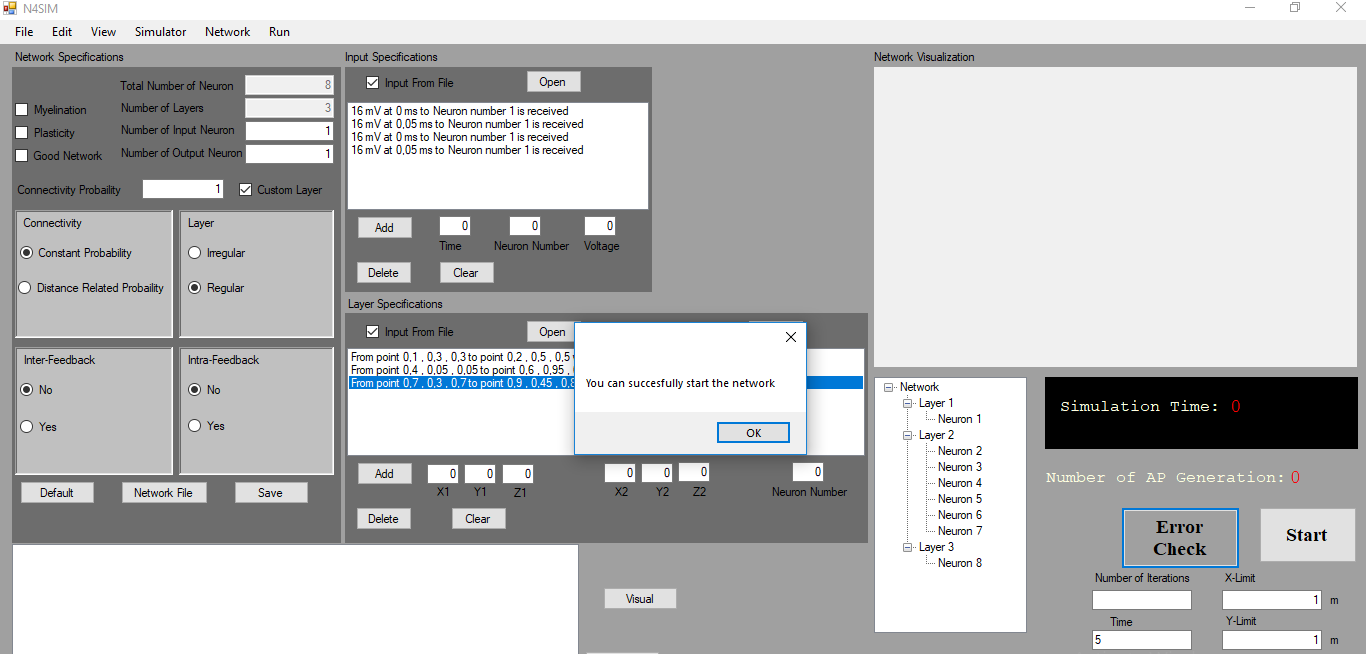 N4SIM
File Edit View Simulator Network Run
Network Specifications
Total Number of Neuron 8
Number of Layers 3
Number of Input Neuron 1
Number of Output Neuron 1
Myelination
Plasticity
Good Network
Connectivity Probaility 1 Custom Layer
Connectivity
Constant Probability
Distance Related Probaility
Layer
Irregular
Regular
Inter-Feedback
No
Yes
Intra-Feedback
No
Yes
Default Network File Save
Input Specifications
Input From File Open
16 mV at 0 ms to Neuron number 1 is received
16 mV at 0,05 ms to Neuron number 1 is received
16 mV at 0 ms to Neuron number 1 is received
16 mV at 0,05 ms to Neuron number 1 is received
Add 0 0 0
Time Neuron Number Voltage
Delete Clear
Layer Specifications
Input From File Open
From point 0,1 , 0,3 , 0,3 to point 0,2 , 0,5 , 0,5
From point 0,4 , 0,05 , 0,05 to point 0,6 , 0,95 ,
From point 0,7 , 0,3 , 0,7 to point 0,9 , 0,45 , 0,8
You can succesfully start the network
OK
Add 0 0 0 0 0 0 0
X1 Y1 Z1 X2 Y2 Z2 Neuron Number
Delete Clear
Visual
Network Visualization
Network
Layer 1
Neuron 1
Layer 2
Neuron 2
Neuron 3
Neuron 4
Neuron 5
Neuron 6
Neuron 7
Layer 3
Neuron 8
Simulation Time: 0
Number of AP Generation: 0
Error
Check
Start
Number of Iterations X-Limit
1 m
Time Y-Limit
5 1 m